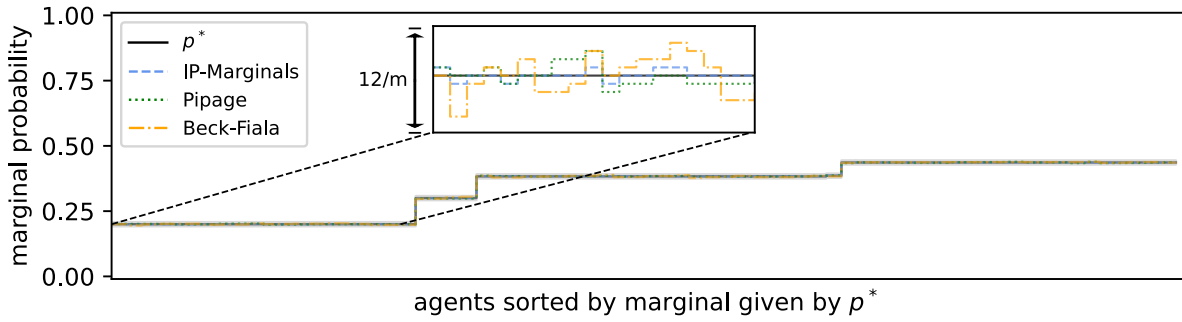 marginal probability
1.00
0.75
0.50
0.25
0.00
p*
IP-Marginals
Pipage
Beck-Fiala
12/m
agents sorted by marginal given by p*